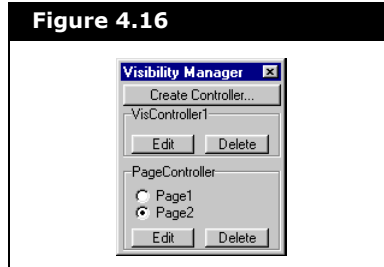 Figure 4.16
Visibility Manager
Create Controller...
VisController1
Edit Delete
PageController
Page1
Page2
Edit Delete